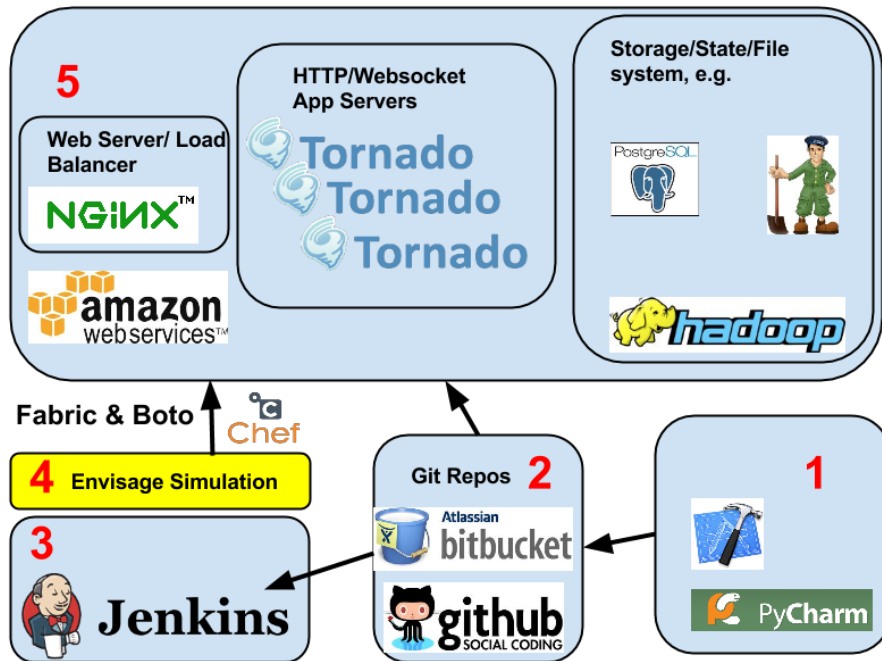 5
Web Server/ Load
Balancer
NGiNX™
amazon
webservices™
HTTP/Websocket
App Servers
Tornado
Tornado
Tornado
Storage/State/File
system, e.g.
PostgreSQL
hadoop
Fabric & Boto
Chef
4 Envisage Simulation
3
Jenkins
Git Repos 2
Atlassian
bitbucket
github
SOCIAL CODING
1
PyCharm